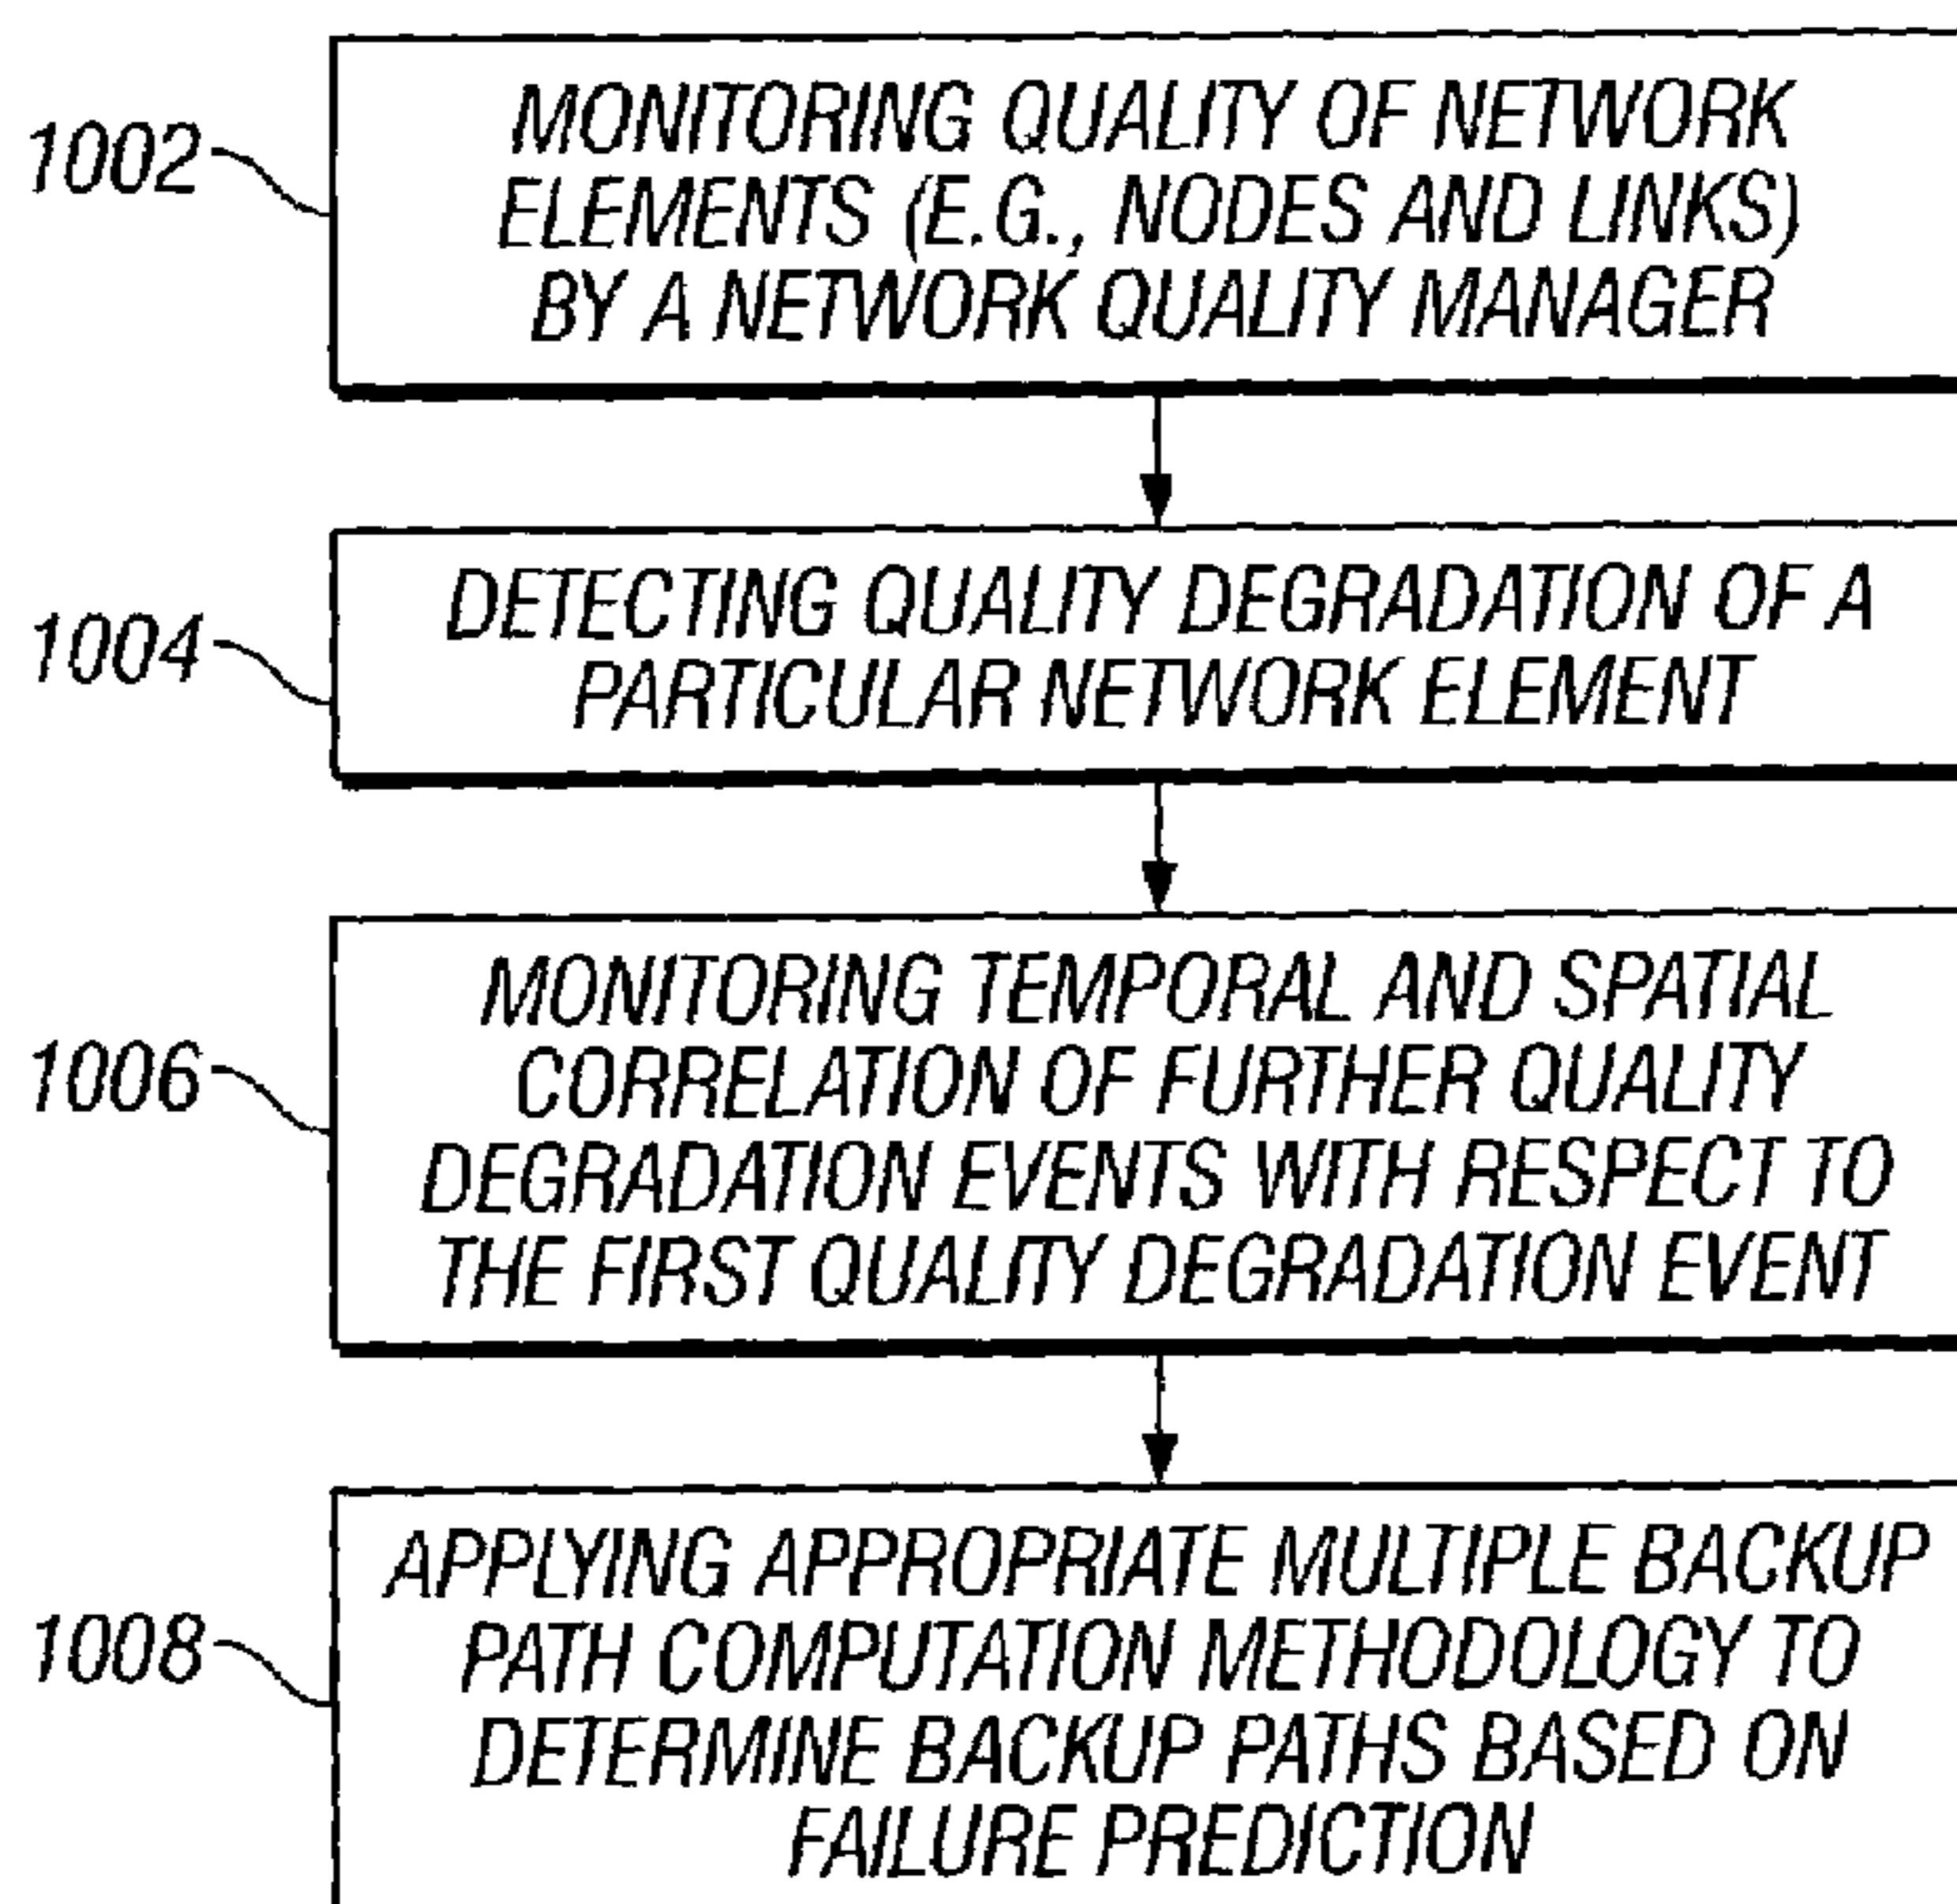 1002
MONITORING QUALITY OF NETWORK
ELEMENTS (E.G., NODES AND LINKS)
BY A NETWORK QUALITY MANAGER
1004
DETECTING QUALITY DEGRADATION OF A
PARTICULAR NETWORK ELEMENT
1006
MONITORING TEMPORAL AND SPATIAL
CORRELATION OF FURTHER QUALITY
DEGRADATION EVENTS WITH RESPECT TO
THE FIRST QUALITY DEGRADATION EVENT
1008
APPLYING APPROPRIATE MULTIPLE BACKUP
PATH COMPUTATION METHODOLOGY TO
DETERMINE BACKUP PATHS BASED ON
FAILURE PREDICTION